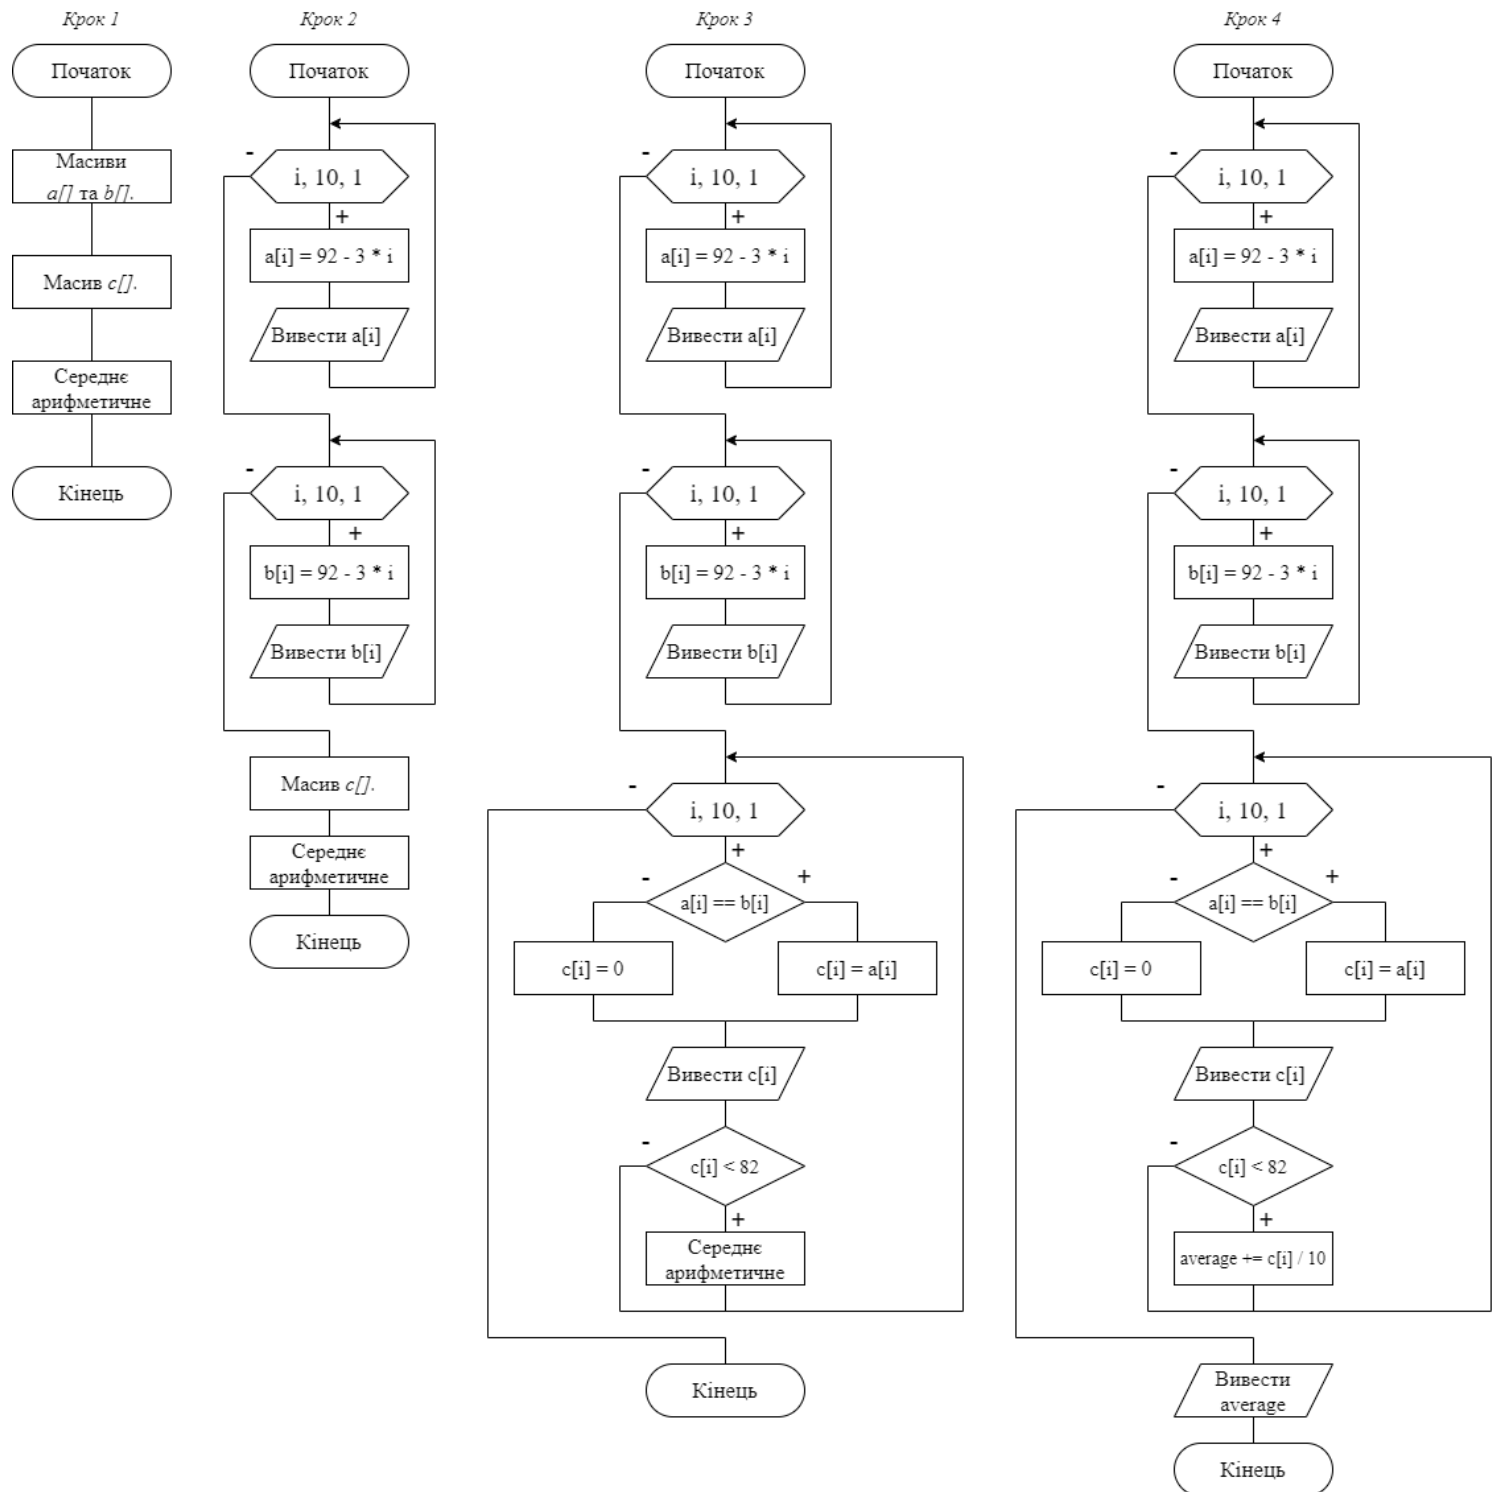 Крок 1
Початок
Масиви
a[] та b[].
Масив c[].
Середнє
арифметичне
Кінець
Крок 2
Початок
-
i, 10, 1
+
a[i] = 92 - 3 * i
Вивести a[i]
-
i, 10, 1
+
b[i] = 92 - 3 * i
Вивести b[i]
Масив c[].
Середнє
арифметичне
Кінець
Крок 3
Початок
-
i, 10, 1
+
a[i] = 92 - 3 * i
Вивести a[i]
-
i, 10, 1
+
b[i] = 92 - 3 * i
Вивести b[i]
-
i, 10, 1
+
-
+
a[i] == b[i]
c[i] = 0
c[i] = a[i]
Вивести c[i]
-
c[i] < 82
+
Середнє
арифметичне
Кінець
Крок 4
Початок
-
i, 10, 1
+
a[i] = 92 - 3 * i
Вивести a[i]
-
i, 10, 1
+
b[i] = 92 - 3 * i
Вивести b[i]
-
i, 10, 1
+
-
+
a[i] == b[i]
c[i] = 0
c[i] = a[i]
Вивести c[i]
-
c[i] < 82
+
average += c[i] / 10
Вивести
average
Кінець